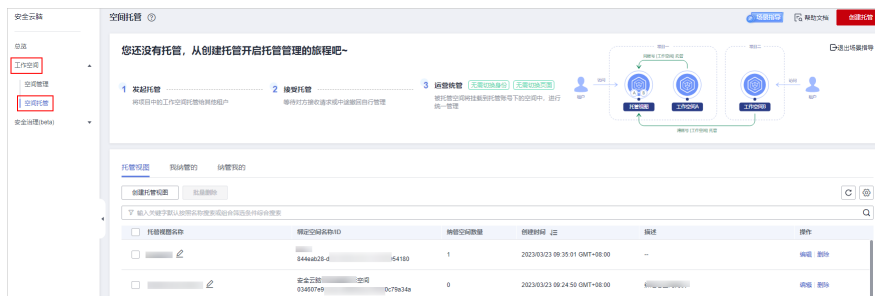 安全云脑
空间托管
场景指导
帮助文档
创建托管
总览
工作空间
空间管理
空间托管
安全治理(beta)
您还没有托管，从创建托管开启托管管理的旅程吧~
退出场景指导
1 发起托管
将项目中的工作空间托管给其他租户
2 接受托管
等待对方接收请求或中途撤回自行管理
3 运营统管 无需切换身份 无需切换页面
被托管空间将挂载到托管账号下的空间中，进行
统一管理
项目一
项目二
托管视图
工作空间A
工作空间B
托管视图
我纳管的
纳管我的
创建托管视图
批量删除
输入关键字默认按照名称搜索或组合筛选条件综合搜索
托管视图名称
绑定空间名称/ID
纳管空间数量
创建时间
描述
操作
844eab28-d
54180
1
2023/03/23 09:35:01 GMT+08:00
--
编辑 删除
安全云脑
空间
034607e9
0c79a34a
0
2023/03/23 09:24:50 GMT+08:00
编辑 删除